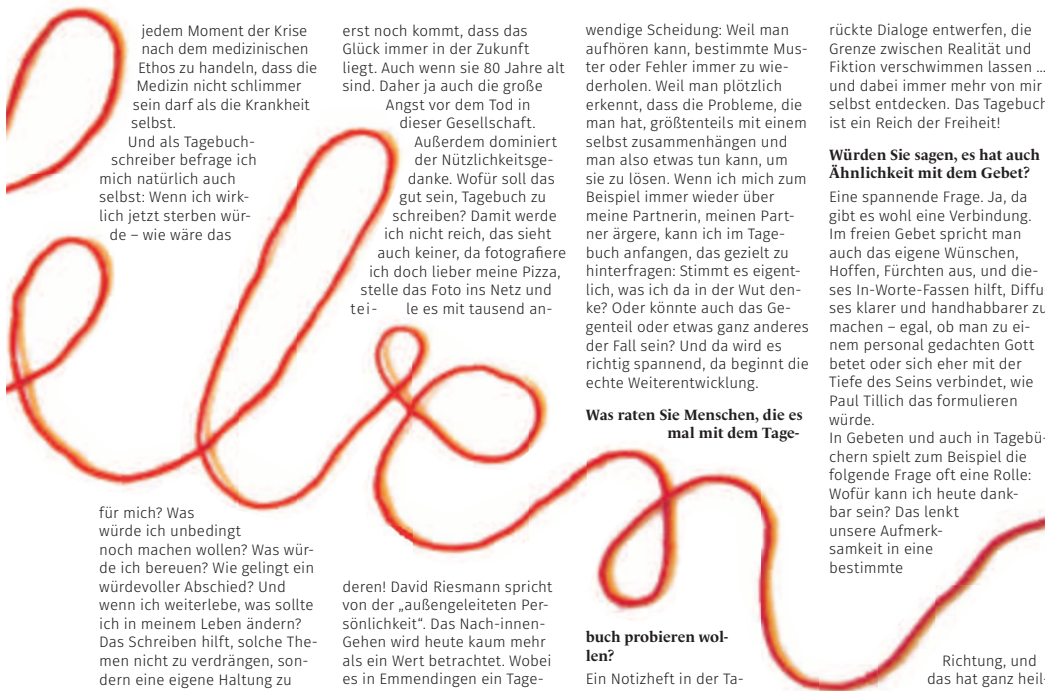 jedem Moment der Krise
nach dem medizinischen
Ethos zu handeln, dass die
Medizin nicht schlimmer
sein darf als die Krankheit
selbst.
Und als Tagebuch-
schreiber befrage ich
mich natürlich auch
selbst: Wenn ich wirk-
lich jetzt sterben wür-
de – wie wäre das
für mich? Was
würde ich unbedingt
noch machen wollen? Was wür-
de ich bereuen? Wie gelingt ein
würdevoller Abschied? Und
wenn ich weiterlebe, was sollte
ich in meinem Leben ändern?
Das Schreiben hilft, solche The-
men nicht zu verdrängen, son-
dern eine eigene Haltung zu
erst noch kommt, dass das
Glück immer in der Zukunft
liegt. Auch wenn sie 80 Jahre alt
sind. Daher ja auch die große
Angst vor dem Tod in
dieser Gesellschaft.
Außerdem dominiert
der Nützlichkeitsge-
danke. Wofür soll das
gut sein, Tagebuch zu
schreiben? Damit werde
ich nicht reich, das sieht
auch keiner, da fotografiere
ich doch lieber meine Pizza,
stelle das Foto ins Netz und
tei- le es mit tausend an-
deren! David Riesmann spricht
von der „außengeleiteten Per-
sönlichkeit“. Das Nach-innen-
Gehen wird heute kaum mehr
als ein Wert betrachtet. Wobei
es in Emmendingen ein Tage-
wendige Scheidung: Weil man
aufhören kann, bestimmte Mus-
ter oder Fehler immer zu wie-
derholen. Weil man plötzlich
erkennt, dass die Probleme, die
man hat, größtenteils mit einem
selbst zusammenhängen und
man also etwas tun kann, um
sie zu lösen. Wenn ich mich zum
Beispiel immer wieder über
meine Partnerin, meinen Part-
ner ärgere, kann ich im Tage-
buch anfangen, das gezielt zu
hinterfragen: Stimmt es eigent-
lich, was ich da in der Wut den-
ke? Oder könnte auch das Ge-
genteil oder etwas ganz anderes
der Fall sein? Und da wird es
richtig spannend, da beginnt die
echte Weiterentwicklung.
Was raten Sie Menschen, die es
mal mit dem Tage-
buch probieren wol-
len?
Ein Notizheft in der Ta-
rückte Dialoge entwerfen, die
Grenze zwischen Realität und
Fiktion verschwimmen lassen ...
und dabei immer mehr von mir
selbst entdecken. Das Tagebuch
ist ein Reich der Freiheit!
Würden Sie sagen, es hat auch
Ähnlichkeit mit dem Gebet?
Eine spannende Frage. Ja, da
gibt es wohl eine Verbindung.
Im freien Gebet spricht man
auch das eigene Wünschen,
Hoffen, Fürchten aus, und die-
ses In-Worte-Fassen hilft, Diffu
ses klarer und handhabbarer zu
machen – egal, ob man zu ei-
nem personal gedachten Gott
betet oder sich eher mit der
Tiefe des Seins verbindet, wie
Paul Tillich das formulieren
würde.
In Gebeten und auch in Tagebü-
chern spielt zum Beispiel die
folgende Frage oft eine Rolle:
Wofür kann ich heute dank-
bar sein? Das lenkt
unsere Aufmerk-
samkeit in eine
bestimmte
Richtung, und
das hat ganz heil-